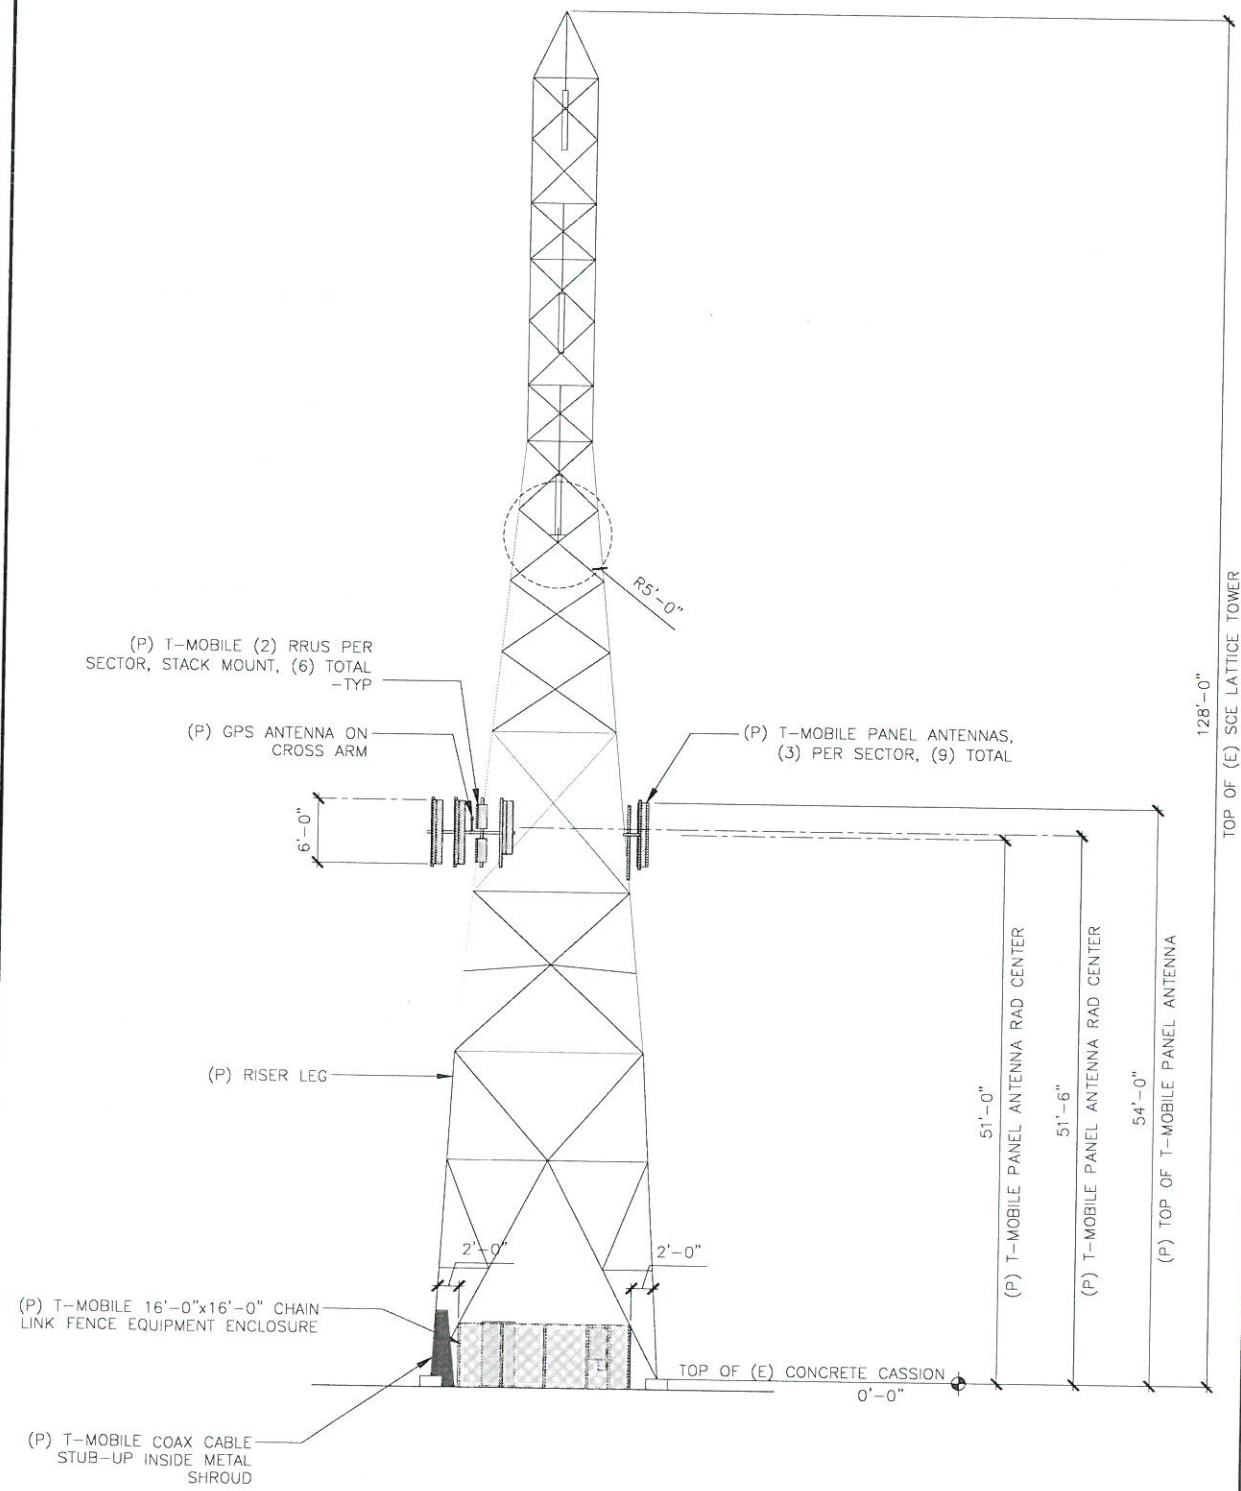 R5'-0"
(P) T-MOBILE (2) RRUS PER
SECTOR, STACK MOUNT, (6) TOTAL
-TYP
(P) GPS ANTENNA ON
CROSS ARM
(P) T-MOBILE PANEL ANTENNAS,
(3) PER SECTOR, (9) TOTAL
6'-0"
128'-0"
TOP OF (E) SCE LATTICE TOWER
51'-0"
(P) T-MOBILE PANEL ANTENNA RAD CENTER
51'-6"
(P) T-MOBILE PANEL ANTENNA RAD CENTER
54'-0"
(P) TOP OF T-MOBILE PANEL ANTENNA
(P) RISER LEG
2'-0"
2'-0"
(P) T-MOBILE 16'-0"x16'-0" CHAIN
LINK FENCE EQUIPMENT ENCLOSURE
TOP OF (E) CONCRETE CASSION
0'-0"
(P) T-MOBILE COAX CABLE
STUB-UP INSIDE METAL
SHROUD